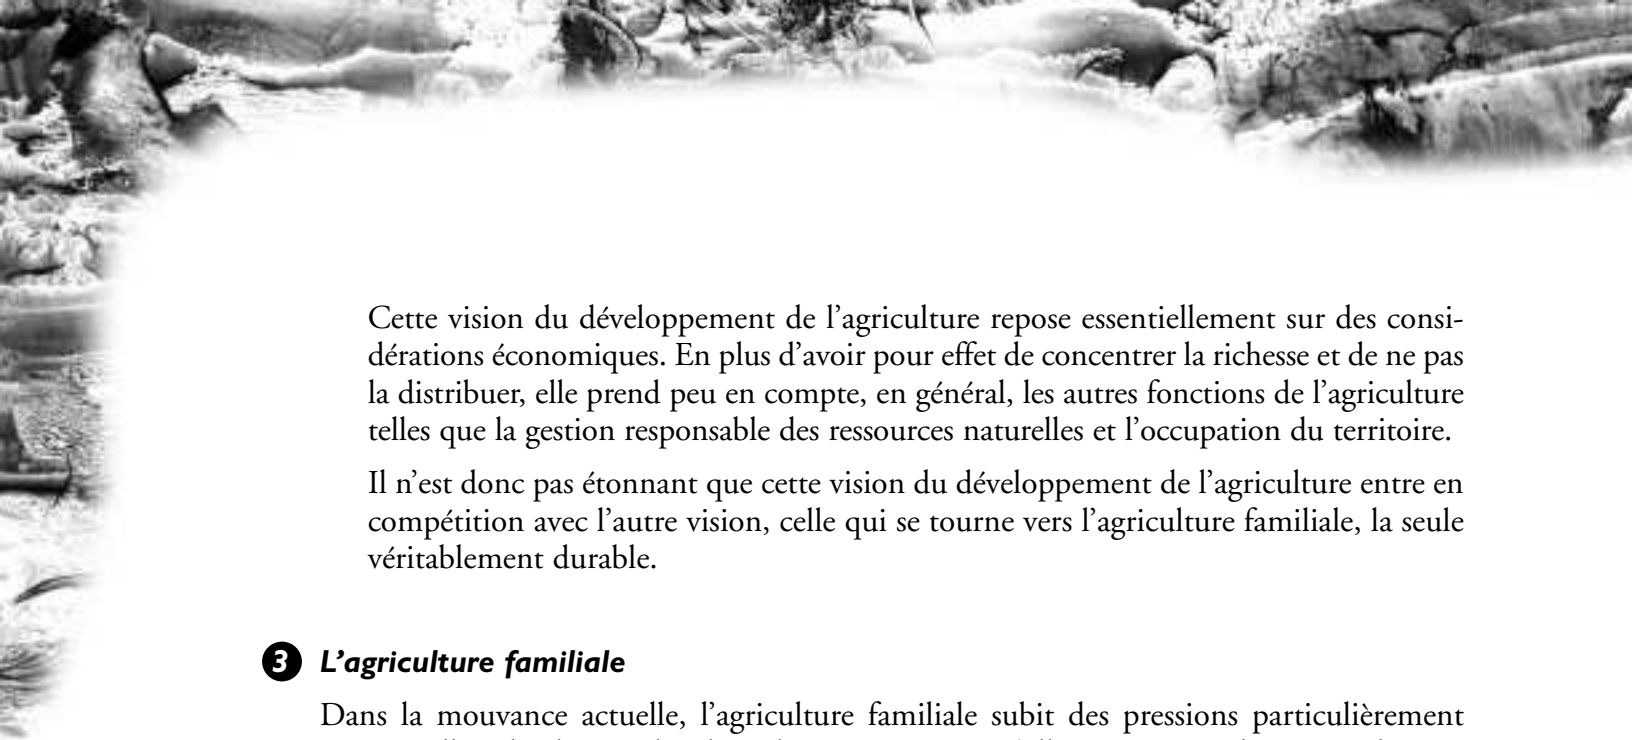 Cette vision du développement de l’agriculture repose essentiellement sur des consi-
dérations économiques. En plus d’avoir pour effet de concentrer la richesse et de ne pas
la distribuer, elle prend peu en compte, en général, les autres fonctions de l’agriculture
telles que la gestion responsable des ressources naturelles et l’occupation du territoire.
Il n’est donc pas étonnant que cette vision du développement de l’agriculture entre en
compétition avec l’autre vision, celle qui se tourne vers l’agriculture familiale, la seule
véritablement durable.
3 L’agriculture familiale
Dans la mouvance actuelle, l’agriculture familiale subit des pressions particulièrement